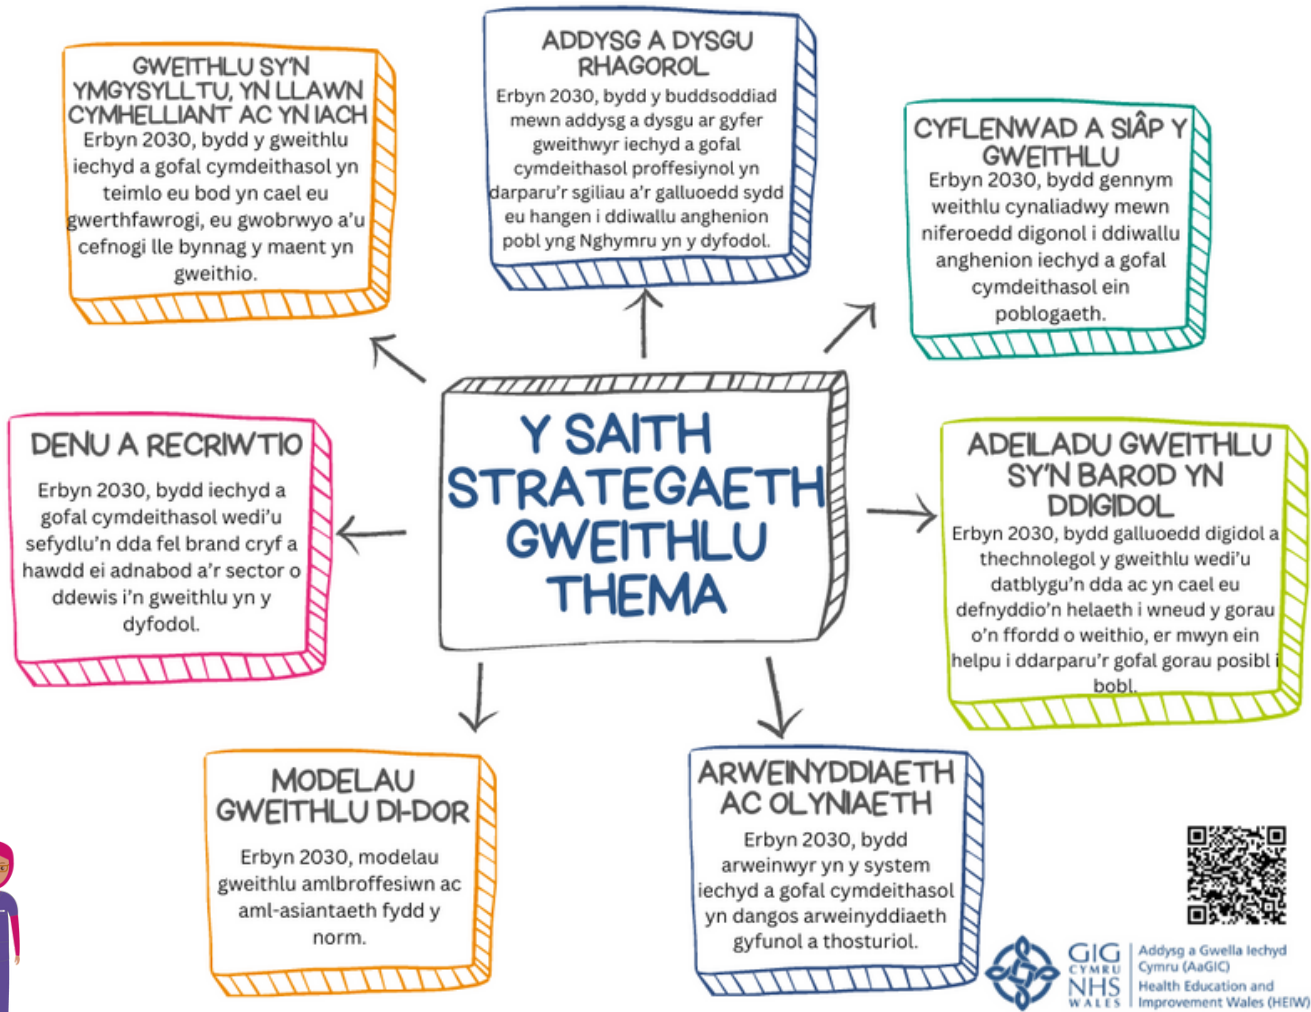 GWEITHLU SY'N
YMGYSYLLTU, YN LLAWN
CYMHELLIANT AC YN IACH
Erbyn 2030, bydd y gweithlu
iechyd a gofal cymdeithasol yn
teimlo eu bod yn cael eu
gwerthfawrogi, eu gwobrwyo a'u
cefnogi lle bynnag y maent yn
gweithio.
ADDYSG A DYSGU
RHAGOROL
Erbyn 2030, bydd y buddsoddiad
mewn addysg a dysgu ar gyfer
gweithwyr iechyd a gofal
cymdeithasol proffesiynol yn
darparu'r sgiliau a'r galluoedd sydd
eu hangen i ddiwallu anghenion
pobl yng Nghymru yn y dyfodol.
CYFLENWAD A SIÂP Y
GWEITHLU
Erbyn 2030, bydd gennym
weithlu cynaliadwy mewn
niferoedd digonol i ddiwallu
anghenion iechyd a gofal
cymdeithasol ein
poblogaeth.
DENU A RECRIWTIO
Erbyn 2030, bydd iechyd a
gofal cymdeithasol wedi'u
sefydlu'n dda fel brand cryf a
hawdd ei adnabod a'r sector o
ddewis i'n gweithlu yn y
dyfodol.
Y SAITH
STRATEGAETH
GWEITHLU
THEMA
ADEILADU GWEITHLU
SY'N BAROD YN
DDIGIDOL
Erbyn 2030, bydd galluoedd digidol a
thechnolegol y gweithlu wedi'u
datblygu'n dda ac yn cael eu
defnyddio'n helaeth i wneud y gorau
o'n ffordd o weithio, er mwyn ein
helpu i ddarparu'r gofal gorau posibl i
bobl.
MODELAU
GWEITHLU DI-DOR
Erbyn 2030, modelau
gweithlu amlbroffesiwn ac
aml-asiantaeth fydd y
norm.
ARWEINYDDIAETH
AC OLYNIAETH
Erbyn 2030, bydd
arweinwyr yn y system
iechyd a gofal cymdeithasol
yn dangos arweinyddiaeth
gyfunol a thosturiol.
GIG
CYMRU
NHS
WALES
Addysg a Gwella Iechyd
Cymru (AaGIC)
Health Education and
Improvement Wales (HEIW)